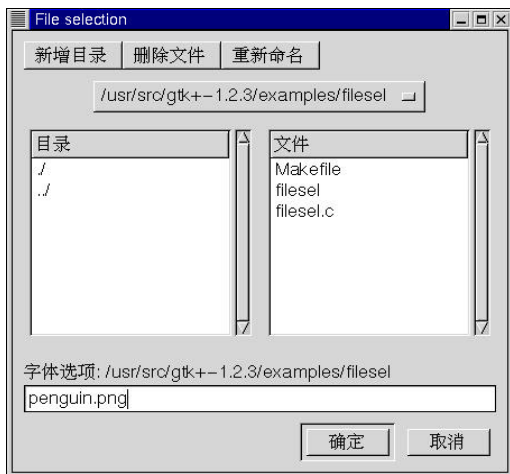 File selection
新增目录 删除文件 重新命名
/usr/src/gtk+-1.2.3/examples/filesel
目录
./
../
文件
Makefile
filesel
filesel.c
字体选项: /usr/src/gtk+-1.2.3/examples/filesel
penguin.png
确定 取消